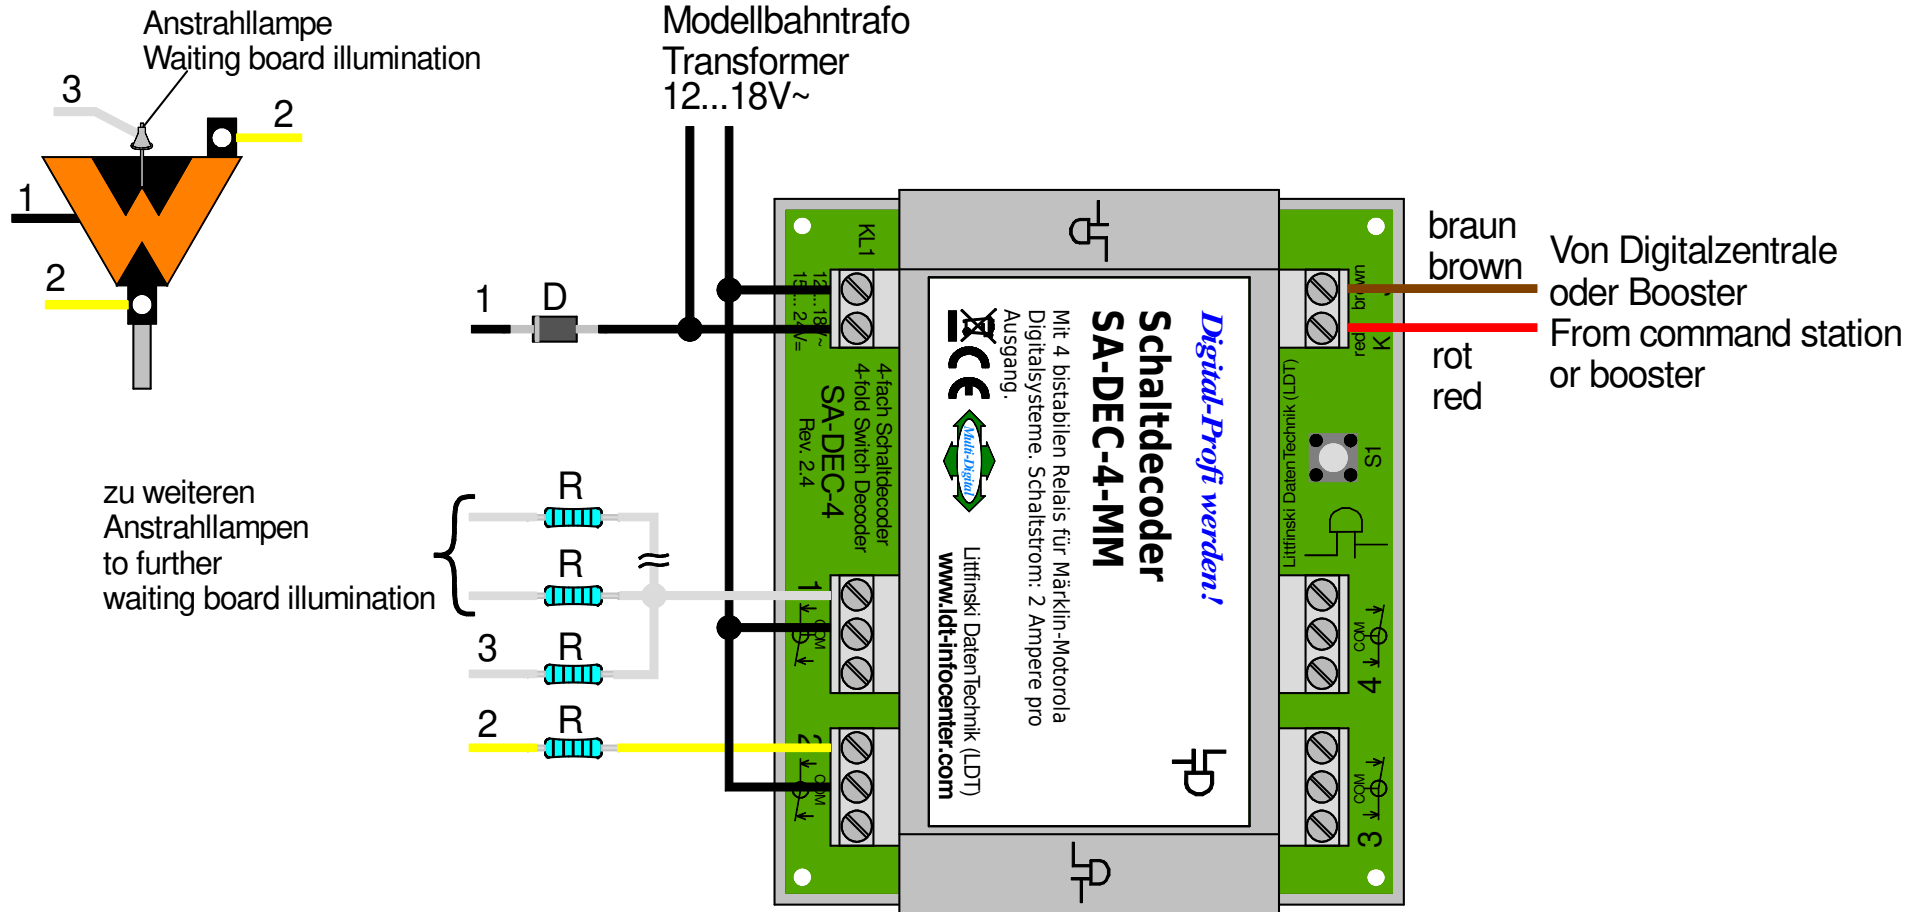 Anstrahllampe
Waiting board illumination
3
2
1
2
Modellbahntrafo
Transformer
12...18V~
1
D
zu weiteren
Anstrahllampen
to further
waiting board illumination
R
R
3
R
2
R
KL1
12...18V~
15... 24V=
4-fach Schaltdecoder
4-fold Switch Decoder
SA-DEC-4
Rev. 2.4
1
COM
2
COM
Digital-Profi werden!
Schaltdecoder
SA-DEC-4-MM
Mit 4 bistabilen Relais für Märklin-Motorola
Digitalsysteme. Schaltstrom: 2 Ampere pro
Ausgang.
CE
Multi-Digital
Littfinski DatenTechnik (LDT)
www.ldt-infocenter.com
red
brown
Littfinski DatenTechnik (LDT)
S1
COM
4
COM
3
braun
brown
rot
red
Von Digitalzentrale
oder Booster
From command station
or booster